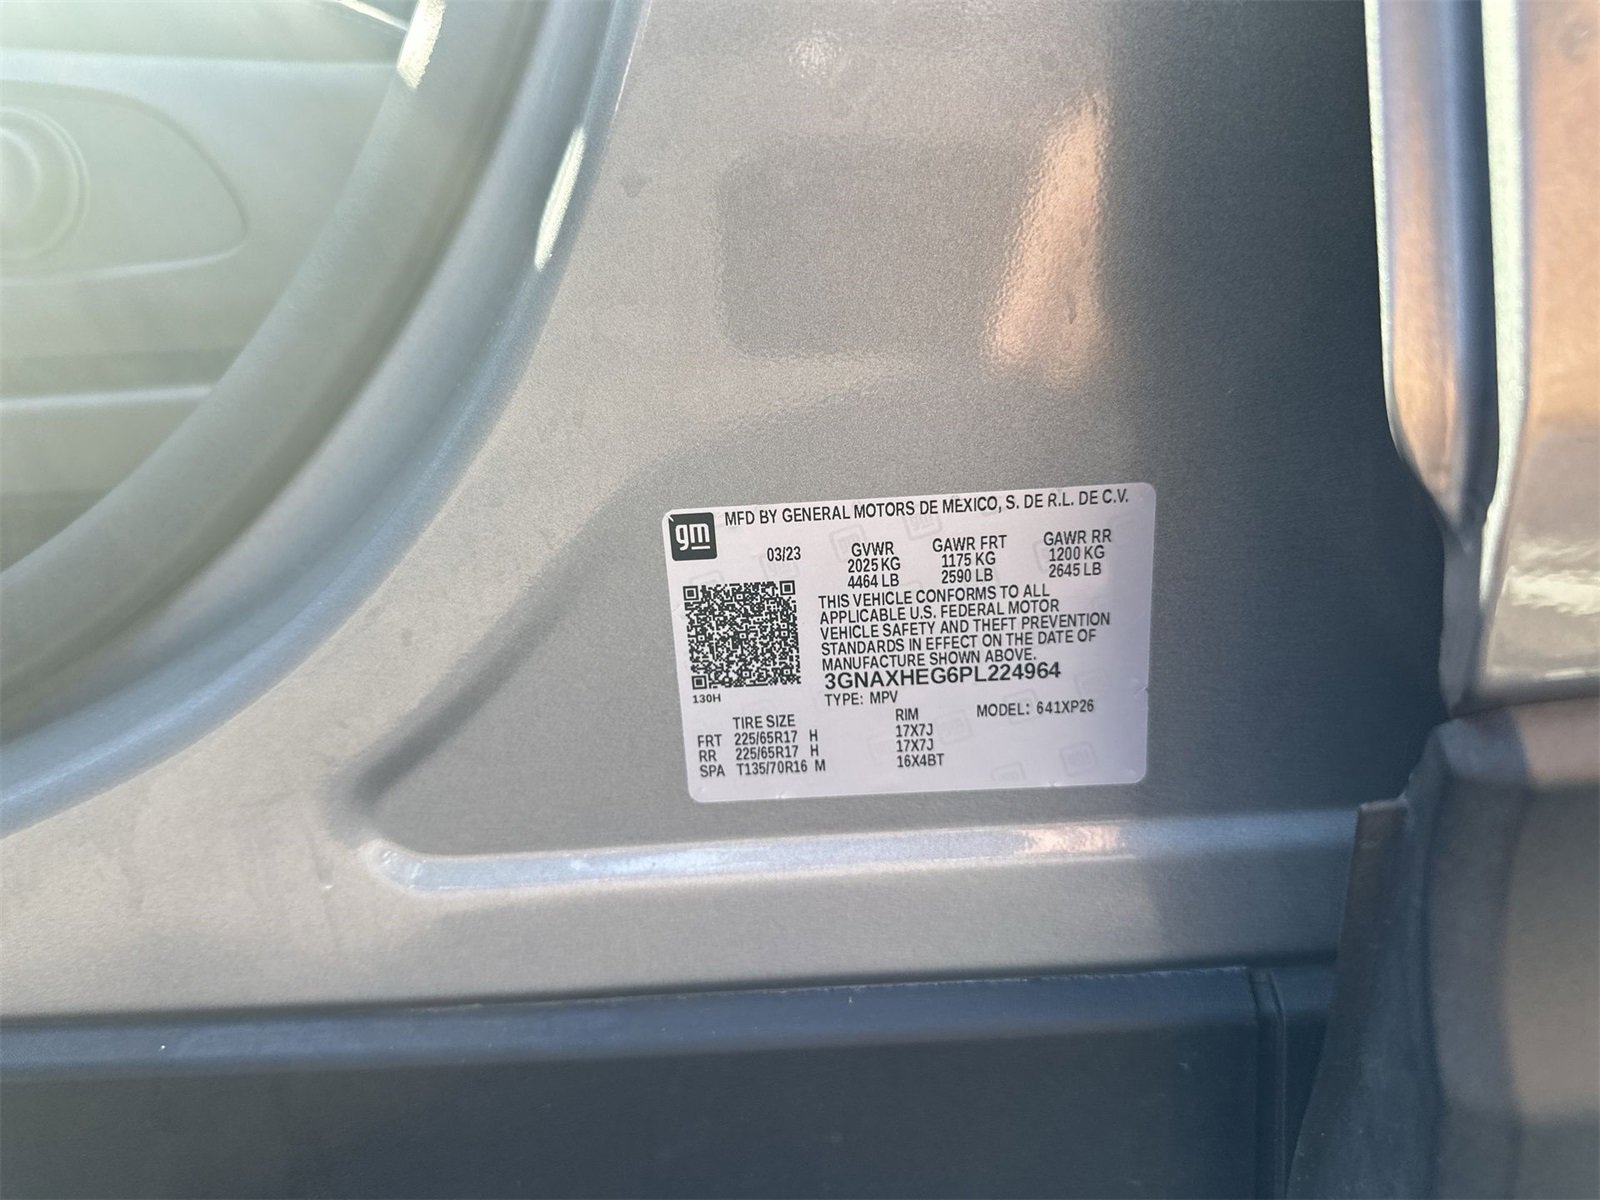 gm
MFD BY GENERAL MOTORS DE MEXICO, S. DE R.L. DE C.V.
03/23 GVWR GAWR FRT GAWR RR
2025 KG 1175 KG 1200 KG
4464 LB 2590 LB 2645 LB
THIS VEHICLE CONFORMS TO ALL
APPLICABLE U.S. FEDERAL MOTOR
VEHICLE SAFETY AND THEFT PREVENTION
STANDARDS IN EFFECT ON THE DATE OF
MANUFACTURE SHOWN ABOVE.
3GNAXHEG6PL224964
130H
TYPE: MPV
MODEL: 641XP26
TIRE SIZE RIM
FRT 225/65R17 H 17X7J
RR 225/65R17 H 17X7J
SPA T135/70R16 M 16X4BT